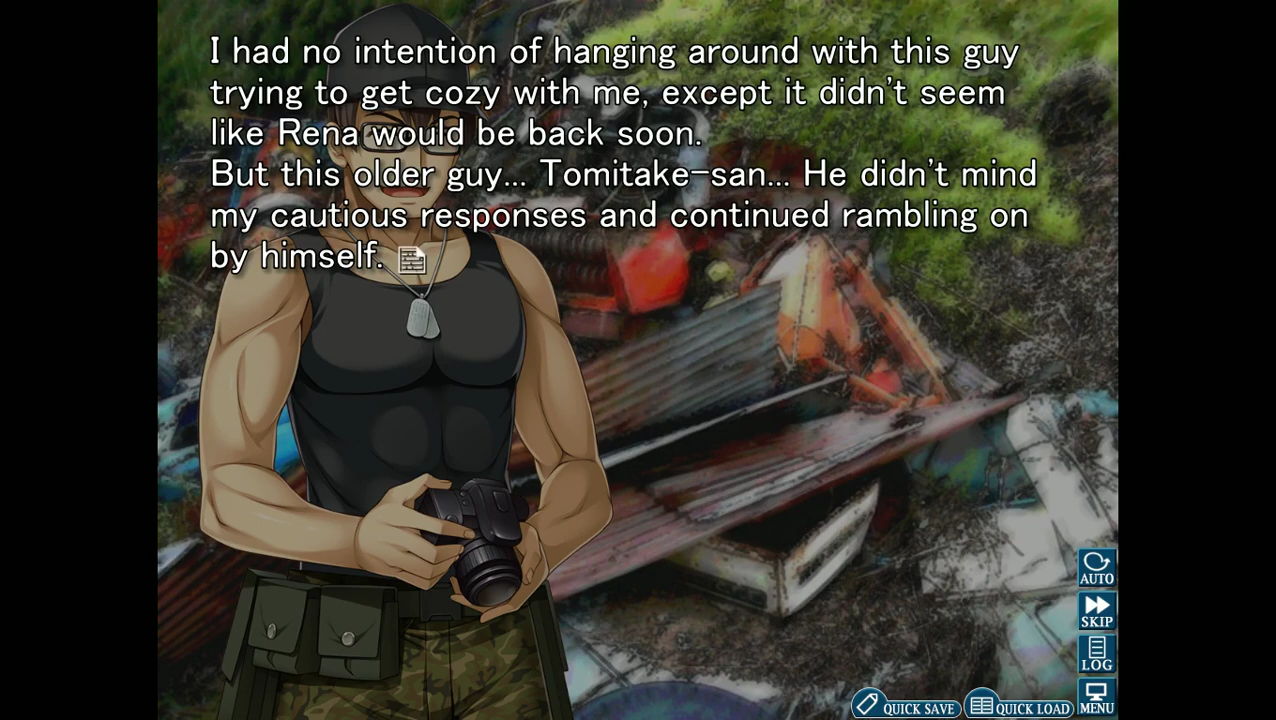 I had no intention of hanging around with this guy
trying to get cozy with me, except it didn't seem
like Rena would be back soon.
But this older guy... Tomitake-san... He didn't mind
my cautious responses and continued rambling on
by himself.
AUTO
SKIP
LOG
MENU
QUICK SAVE
QUICK LOAD